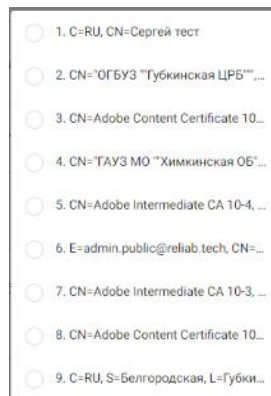 1. C=RU, CN=Сергей тест
2. CN="ОГБУЗ ""Губкинская ЦРБ""",...
3. CN=Adobe Content Certificate 10...
4. CN="ГАУЗ МО ""Химкинская ОБ"...
5. CN=Adobe Intermediate CA 10-4, ...
6. E=admin.public@reliab.tech, CN=...
7. CN=Adobe Intermediate CA 10-3, ...
8. CN=Adobe Content Certificate 10...
9. C=RU, S=Белгородская, L=Губки...